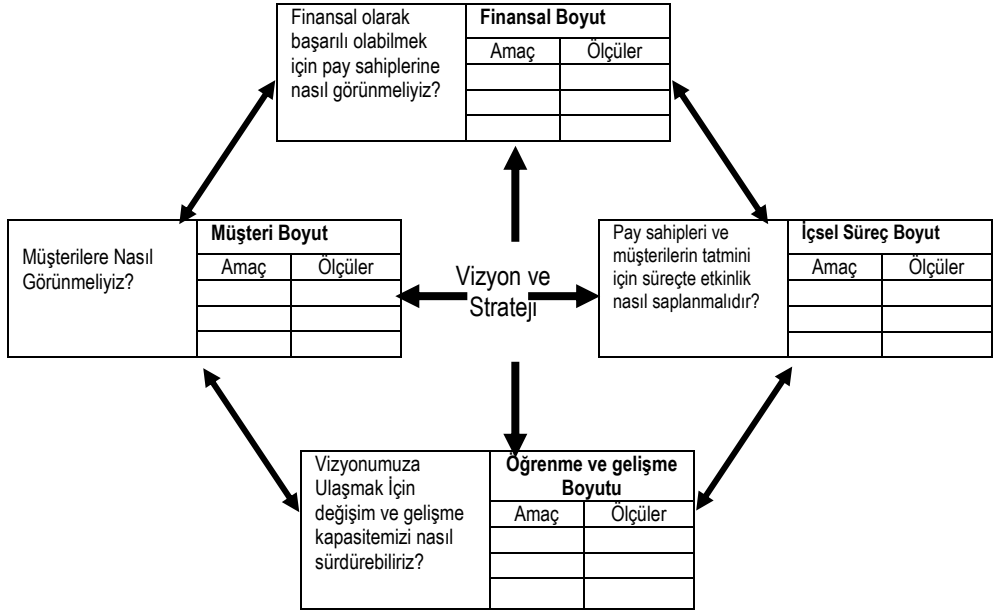 Finansal olarak
başarılı olabilmek
için pay sahiplerine
nasıl görünmeliyiz?
Finansal Boyut
Amaç Ölçüler
Müşterilere Nasıl
Görünmeliyiz?
Müşteri Boyut
Amaç Ölçüler
Vizyon ve
Strateji
Pay sahipleri ve
müşterilerin tatmini
için süreçte etkinlik
nasıl saplanmalıdır?
İçsel Süreç Boyut
Amaç Ölçüler
Vizyonumuza
Ulaşmak İçin
değişim ve gelişme
kapasitemizi nasıl
sürdürebiliriz?
Öğrenme ve gelişme
Boyutu
Amaç Ölçüler